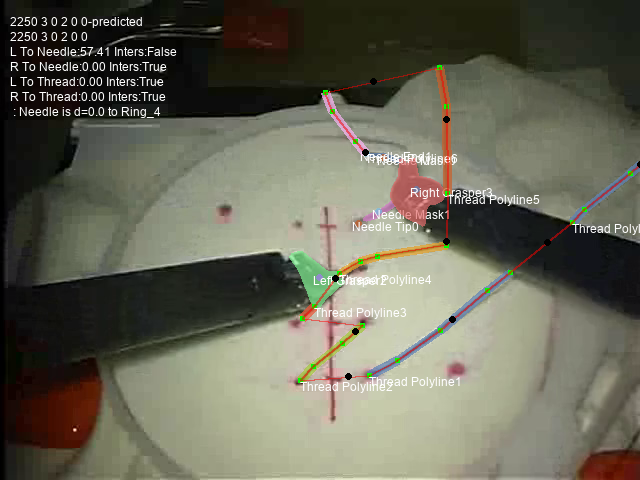 2250 3 0 2 0 0-predicted
2250 3 0 2 0 0
L To Needle:57.41 Inters:False
R To Needle:0.00 Inters:True
L To Thread:0.00 Inters:True
R To Thread:0.00 Inters:True
: Needle is d=0.0 to Ring_4
Right Grasper3
Thread Polyline5
Needle Mask1
Needle Tip0
Thread Polyl
Thread Polyline4
Thread Polyline3
Thread Polyline1
Thread Polyline2